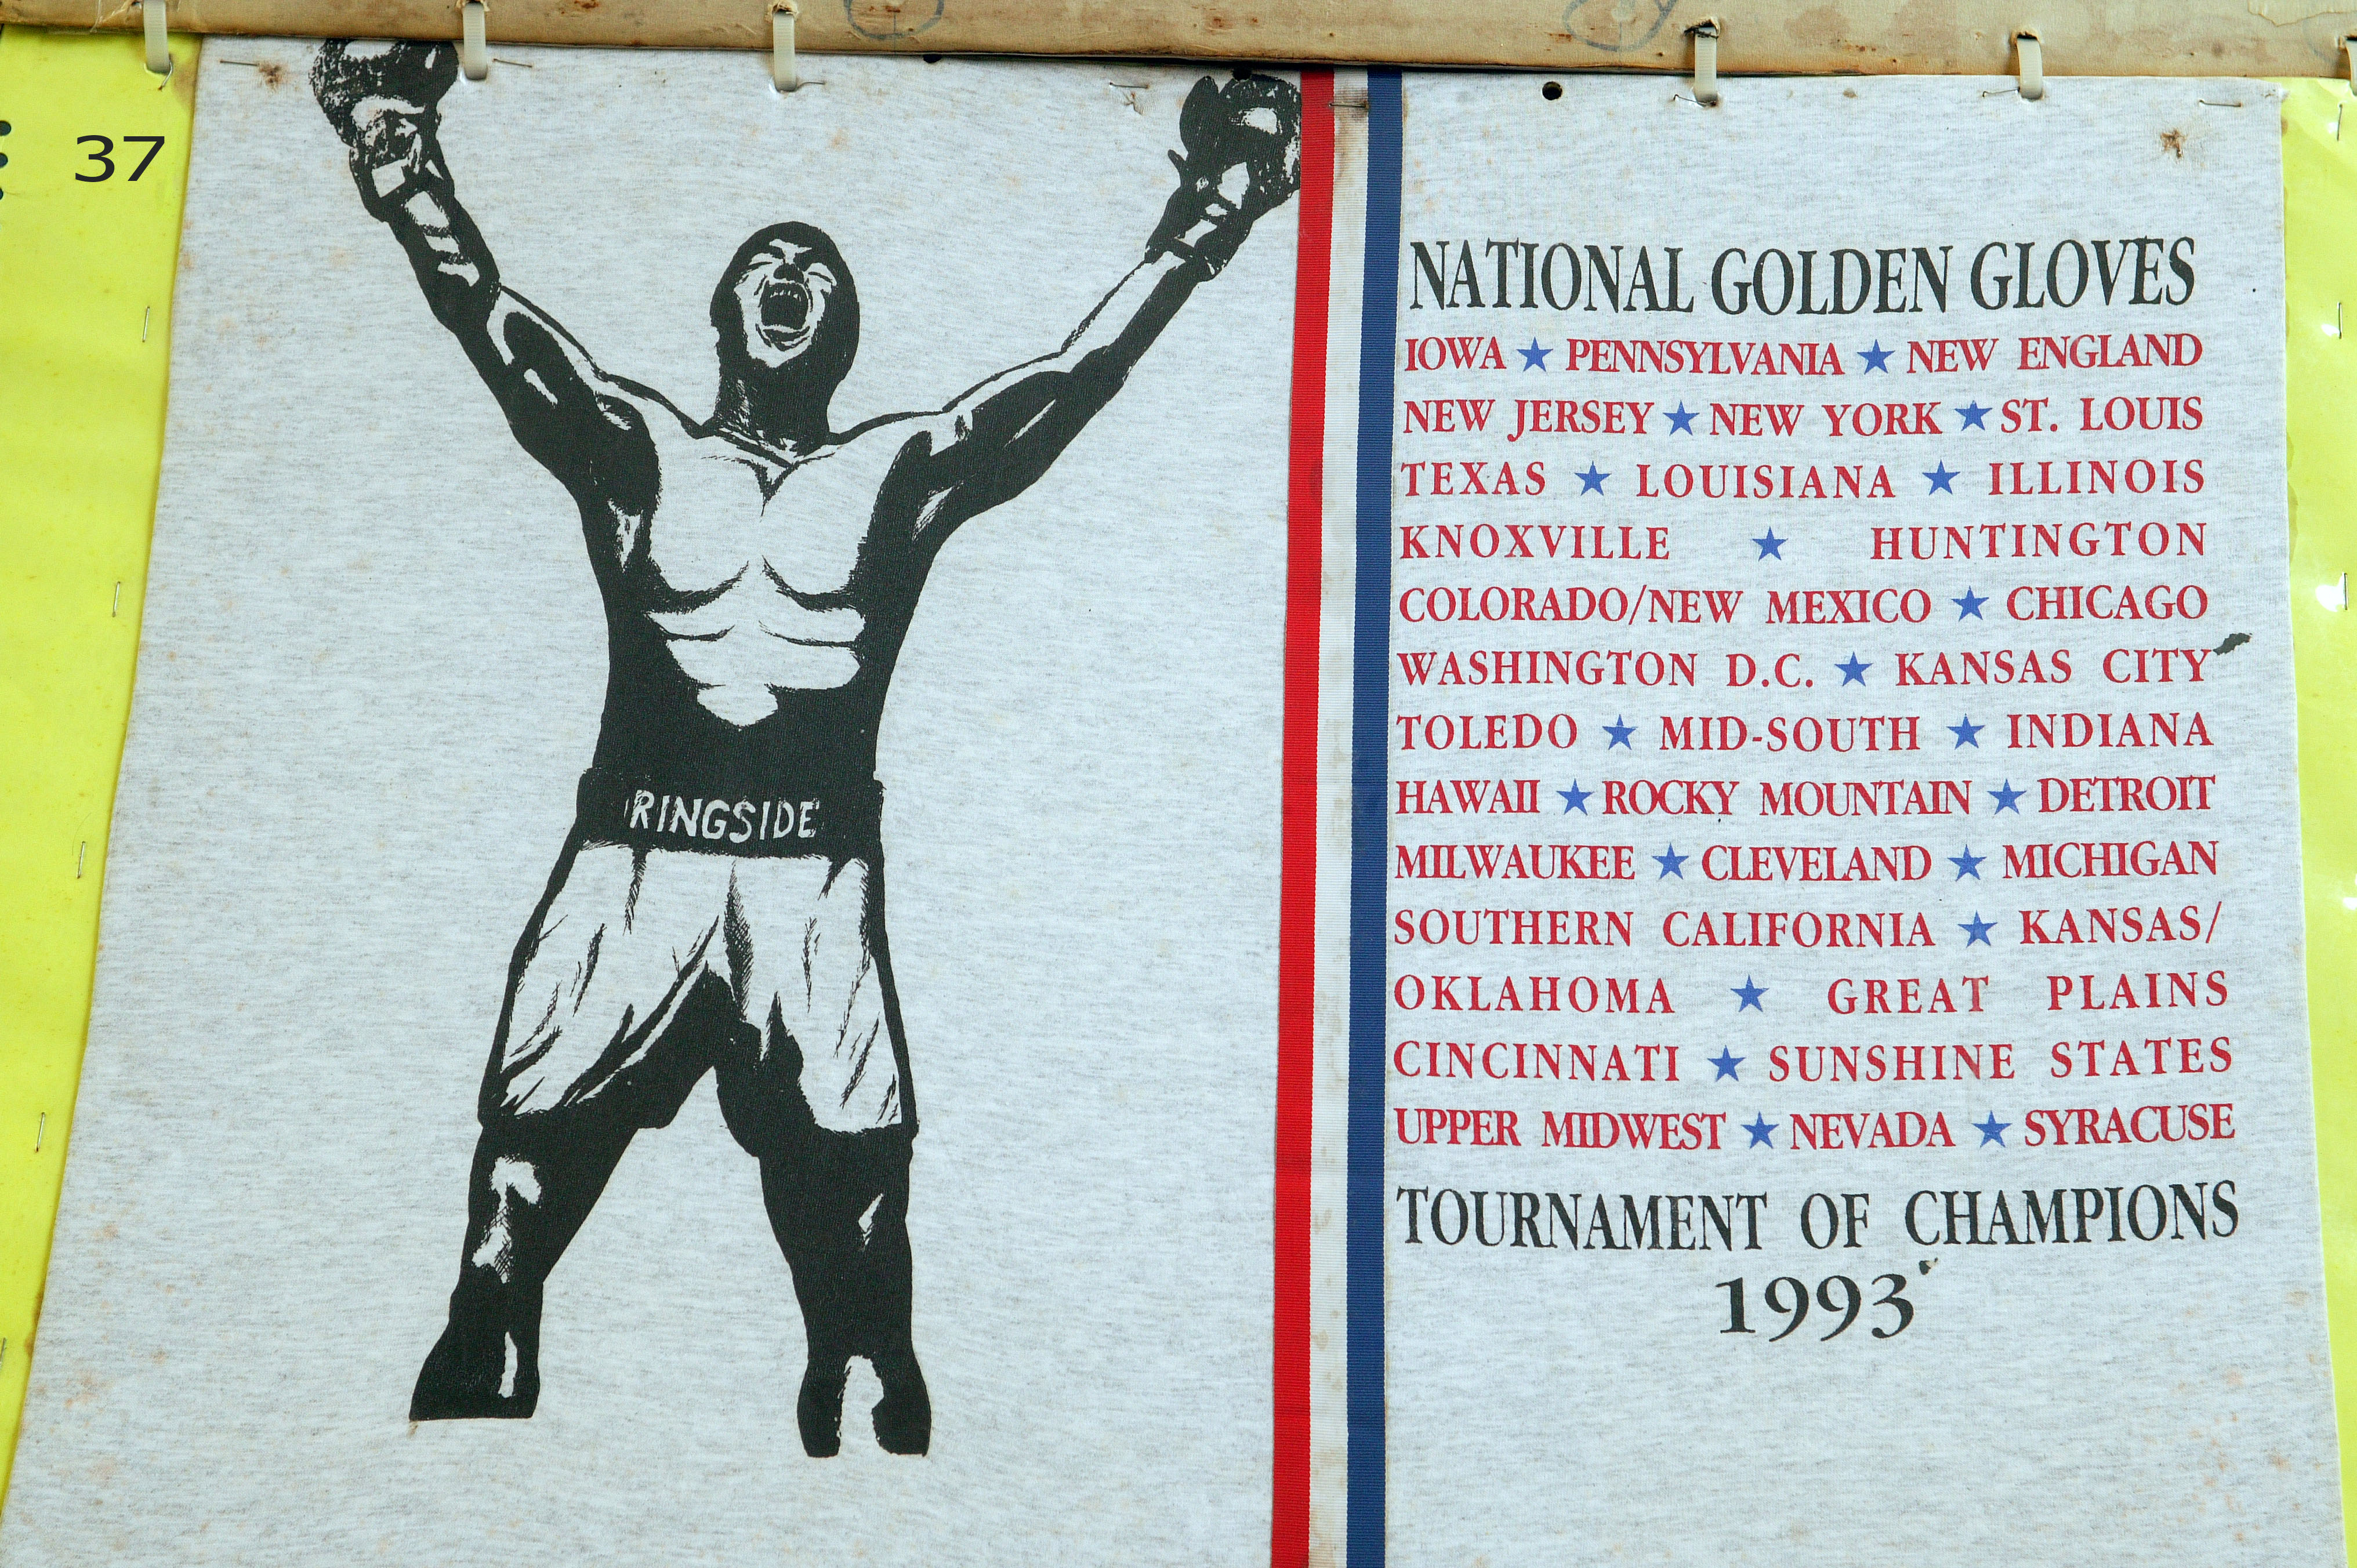 37
RINGSIDE
NATIONAL GOLDEN GLOVES
IOWA ★ PENNSYLVANIA ★ NEW ENGLAND
NEW JERSEY ★ NEW YORK ★ ST. LOUIS
TEXAS ★ LOUISIANA ★ ILLINOIS
KNOXVILLE ★ HUNTINGTON
COLORADO/NEW MEXICO ★ CHICAGO
WASHINGTON D.C. ★ KANSAS CITY
TOLEDO ★ MID-SOUTH ★ INDIANA
HAWAII ★ ROCKY MOUNTAIN ★ DETROIT
MILWAUKEE ★ CLEVELAND ★ MICHIGAN
SOUTHERN CALIFORNIA ★ KANSAS/
OKLAHOMA ★ GREAT PLAINS
CINCINNATI ★ SUNSHINE STATES
UPPER MIDWEST ★ NEVADA ★ SYRACUSE
TOURNAMENT OF CHAMPIONS
1993